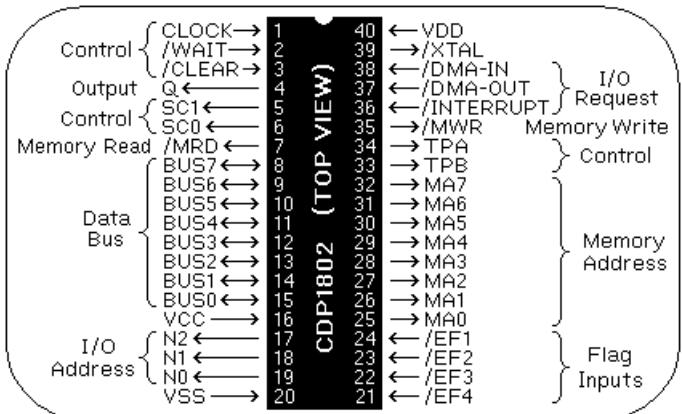 CLOCK→ 1 40 ←VDD
Control /WAIT→ 2 39 →/XTAL
/CLEAR→ 3 38 ←/DMA-IN I/O
Output Q← 4 37 ←/DMA-OUT Request
Control SC1← 5 36 ←/INTERRUPT
SC0← 6 35 →/MWR Memory Write
Memory Read /MRD← 7 34 →TPA Control
BUS7↔ 8 33 →TPB
BUS6↔ 9 32 →MA7
BUS5↔ 10 31 →MA6
Data BUS4↔ 11 30 →MA5
Bus BUS3↔ 12 29 →MA4 Memory
BUS2↔ 13 28 →MA3 Address
BUS1↔ 14 27 →MA2
BUS0↔ 15 26 →MA1
VCC→ 16 25 →MA0
I/O N2← 17 24 ←/EF1
Address N1← 18 23 ←/EF2 Flag
N0← 19 22 ←/EF3 Inputs
VSS→ 20 21 ←/EF4
CDP1802 (TOP VIEW)